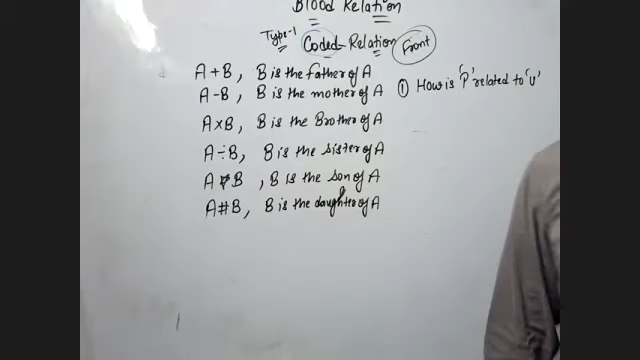 Blood Relation
Type-1
Coded-Relation (Front)
A + B, B is the father of A
A - B, B is the mother of A
A × B, B is the Brother of A
A ÷ B, B is the sister of A
A B, B is the son of A
A # B, B is the daughter of A
① How is 'P' related to 'U'